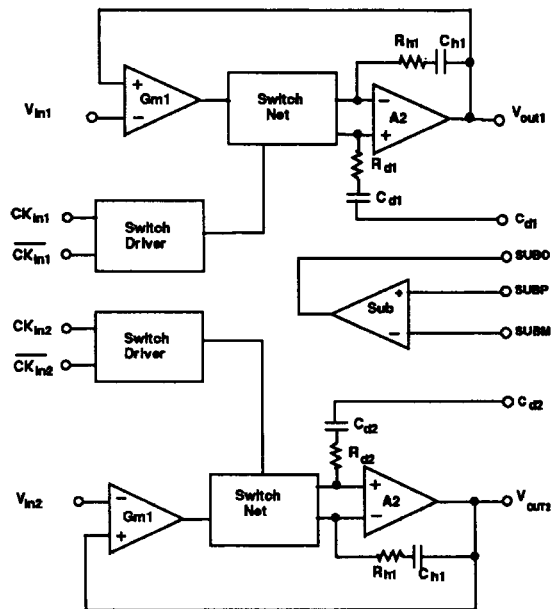 Rh1 Ch1
+
Gm1
−
Vin1
Switch
Net
−
A2
+
Vout1
Rd1
Cd1
Cd1
CKin1
CKin1
Switch
Driver
SUBO
+
Sub
−
SUBP
SUBM
CKin2
CKin2
Switch
Driver
Cd2
Cd2
Rd2
Vin2
−
Gm1
+
Switch
Net
+
A2
−
VOUT2
Rh1 Ch1